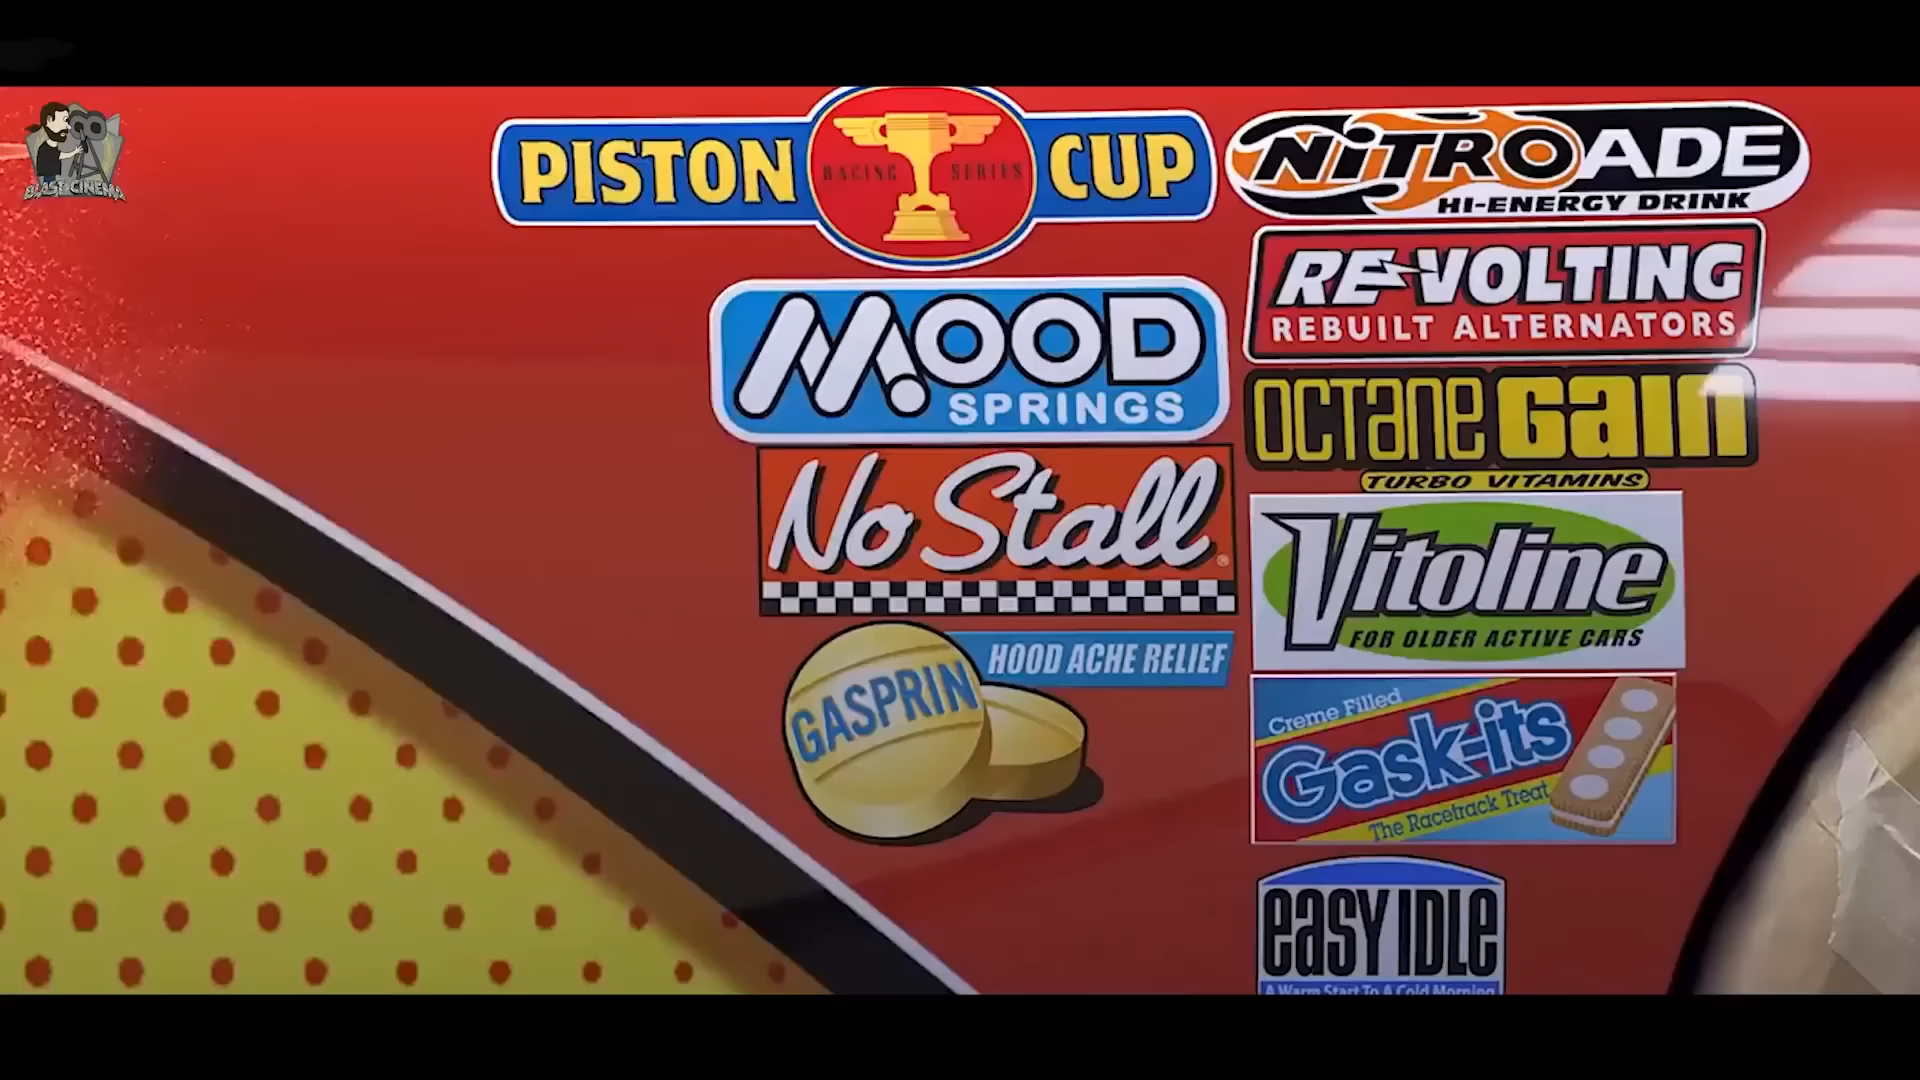 BLAST CINEMA
PISTON CUP
RACING SERIES
MOOD
SPRINGS
No Stall
HOOD ACHE RELIEF
GASPRIN
NiTROADE
HI-ENERGY DRINK
RE-VOLTING
REBUILT ALTERNATORS
OCTANE GAIN
TURBO VITAMINS
Vitoline
FOR OLDER ACTIVE CARS
Creme Filled
Gask-its
The Racetrack Treat
EASY IDLE
A Warm Start To A Cold Morning